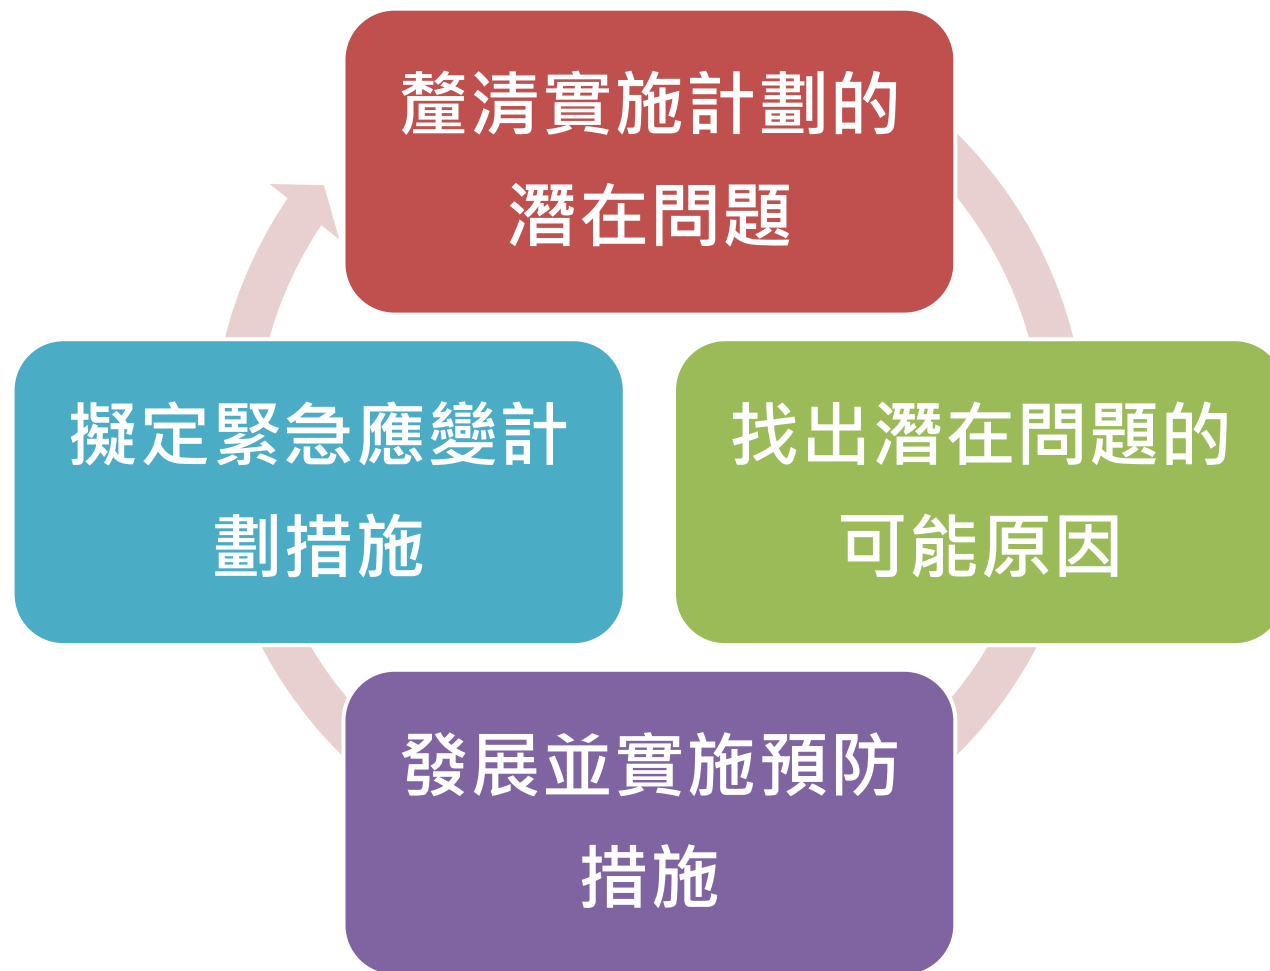 釐清實施計劃的
潛在問題
找出潛在問題的
可能原因
發展並實施預防
措施
擬定緊急應變計
劃措施